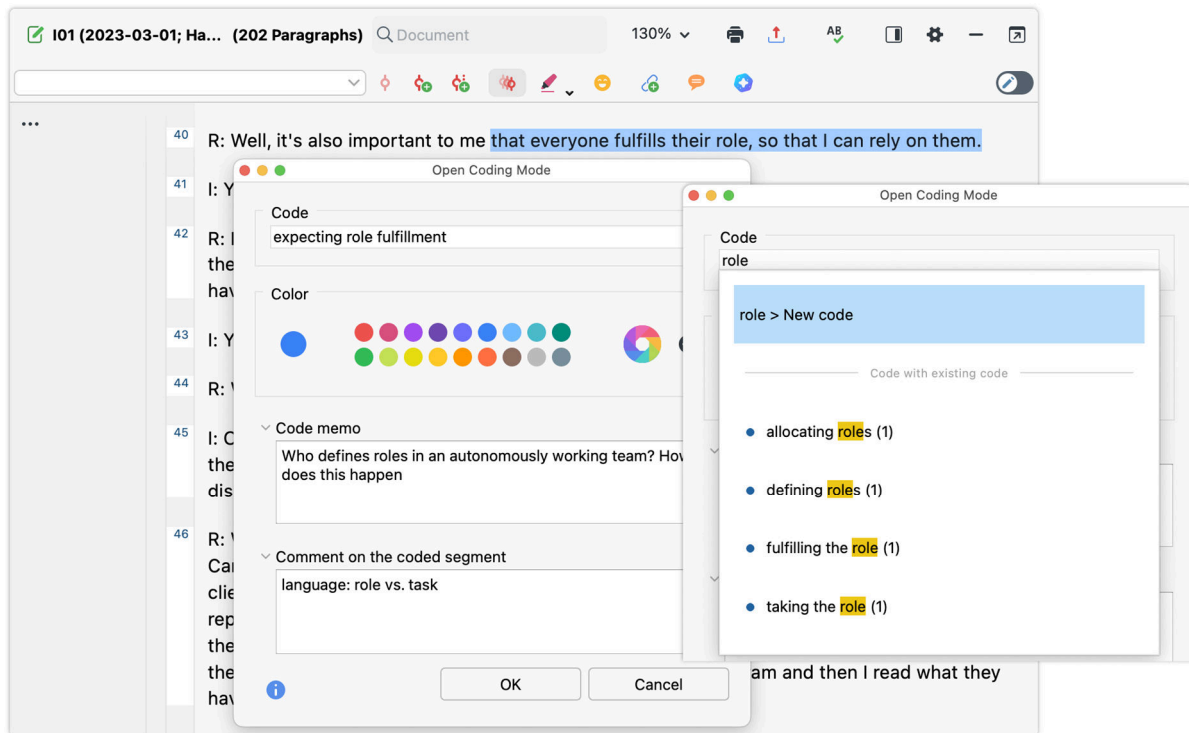 I01 (2023-03-01; Ha... (202 Paragraphs) Document 130% AB
...
40 R: Well, it's also important to me that everyone fulfills their role, so that I can rely on them.
41 I: Y
42 R: I
the
hav
43 I: Y
44 R: W
45 I: C
the
dis
46 R: W
Car
clie
rep
the
the am and then I read what they
hav
Open Coding Mode
Code
expecting role fulfillment
Color
Code memo
Who defines roles in an autonomously working team? How
does this happen
Comment on the coded segment
language: role vs. task
OK Cancel
Open Coding Mode
Code
role
role > New code
Code with existing code
allocating roles (1)
defining roles (1)
fulfilling the role (1)
taking the role (1)